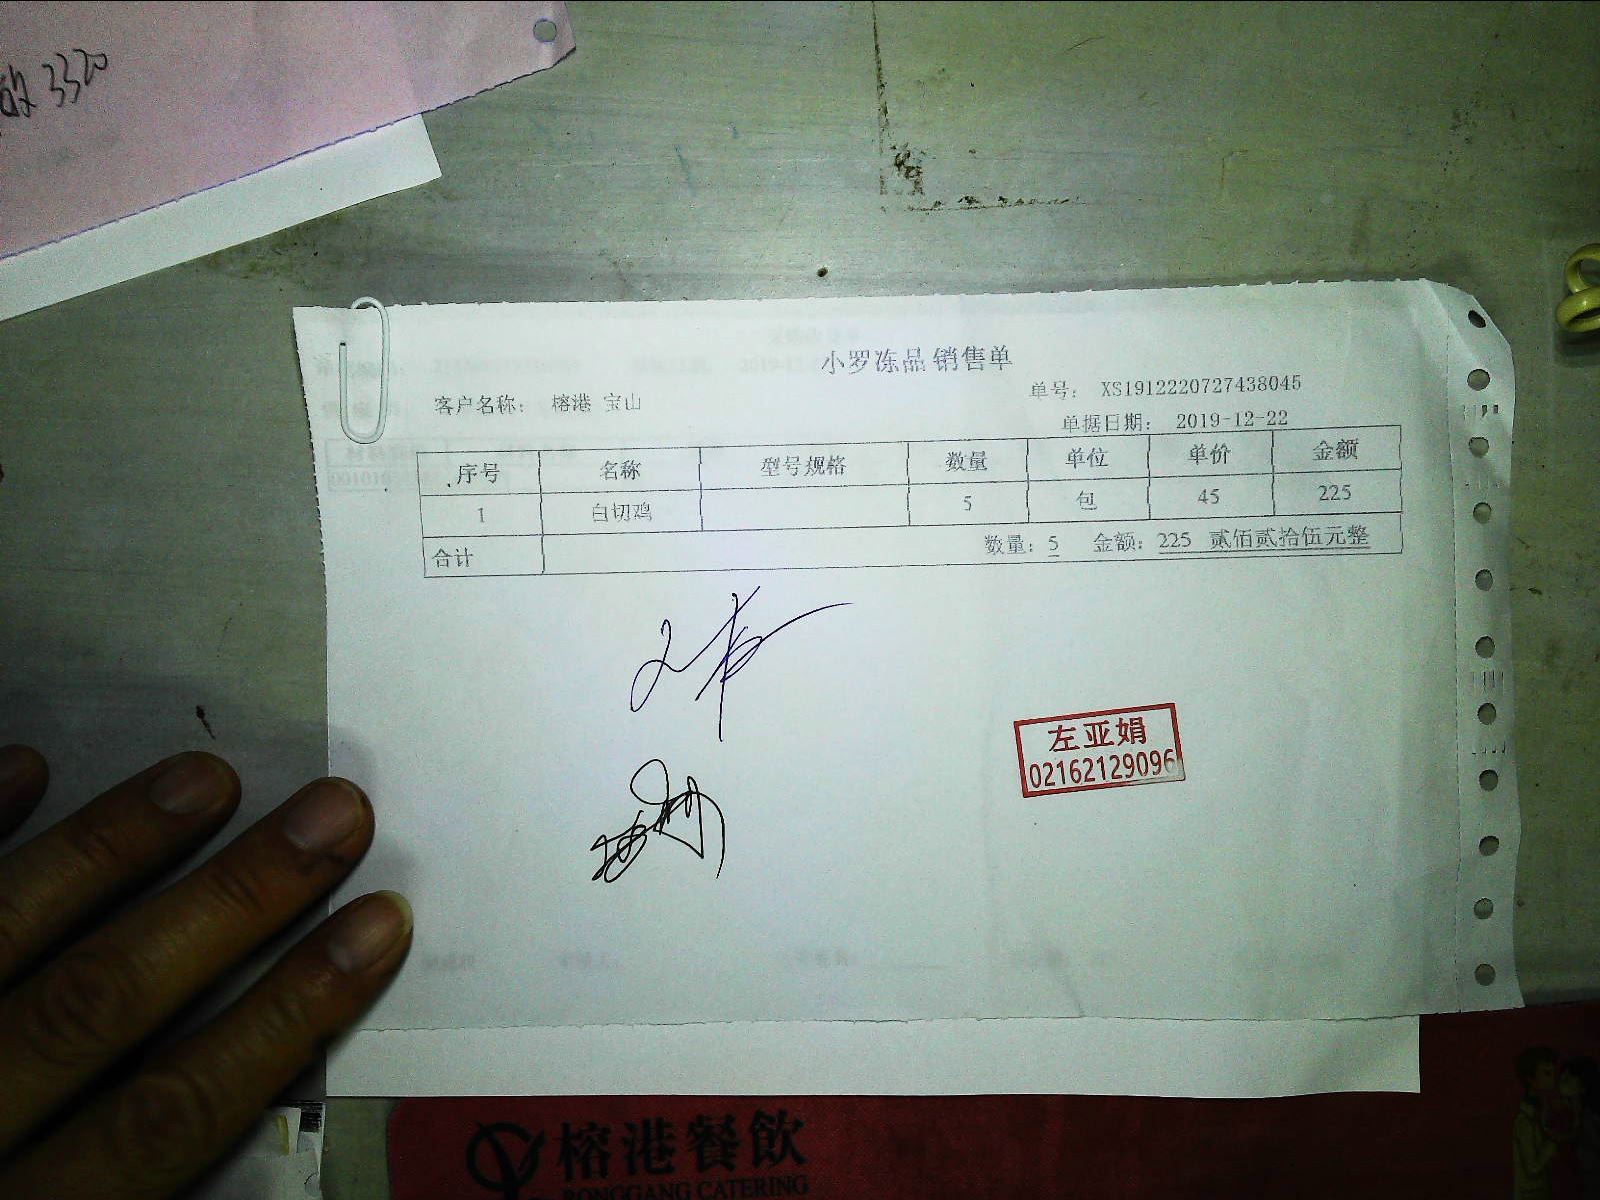 3320
小罗冻品 销售单
单号： XS1912220727438045
客户名称： 榕港 宝山
单据日期： 2019-12-22
序号 名称 型号规格 数量 单位 单价 金额
1 白切鸡 5 包 45 225
合计 数量：5 金额：225 贰佰贰拾伍元整
左亚娟
02162129096
榕港餐飲
RONGGANG CATERING